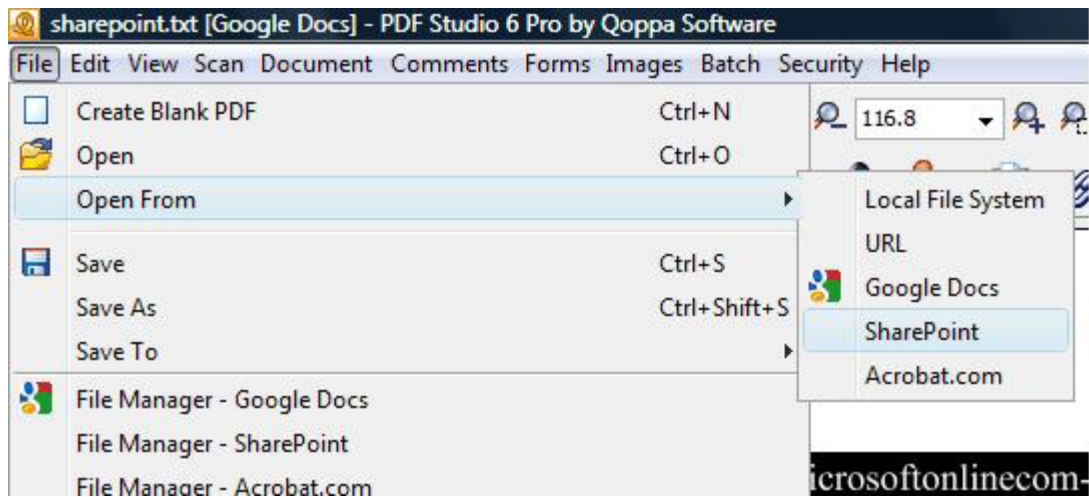 sharepoint.txt [Google Docs] - PDF Studio 6 Pro by Qoppa Software
File Edit View Scan Document Comments Forms Images Batch Security Help
Create Blank PDF Ctrl+N
116.8
Open Ctrl+O
Open From
Local File System
URL
Google Docs
SharePoint
Acrobat.com
Save Ctrl+S
Save As Ctrl+Shift+S
Save To
File Manager - Google Docs
File Manager - SharePoint
File Manager - Acrobat.com
icrosoftonlinecom-